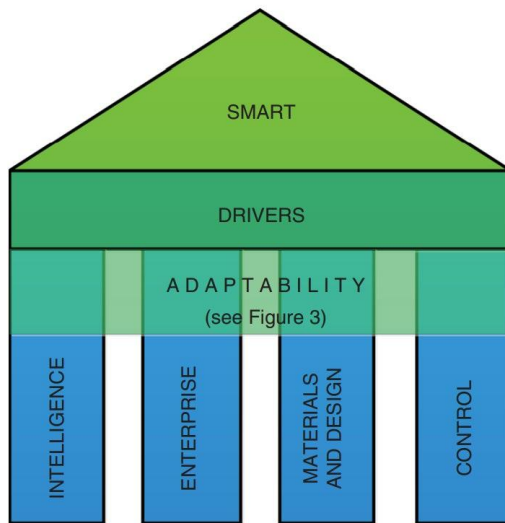 SMART
DRIVERS
ADAPTABILITY
(see Figure 3)
INTELLIGENCE
ENTERPRISE
MATERIALS
AND DESIGN
CONTROL